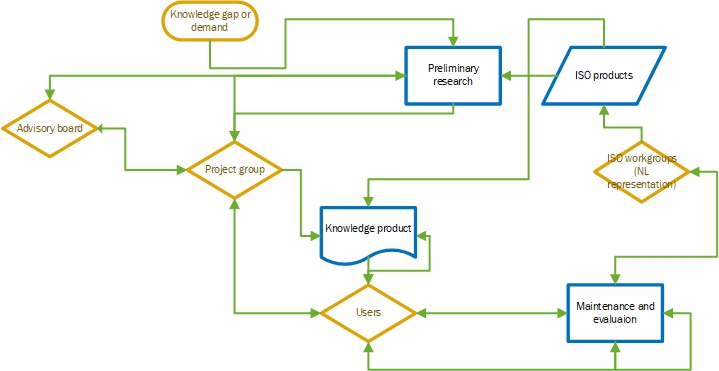 Knowledge gap or
demand
Preliminary
research
ISO products
Advisory board
Project group
ISO workgroups
(NL
representation)
Knowledge product
Users
Maintenance and
evaluaion